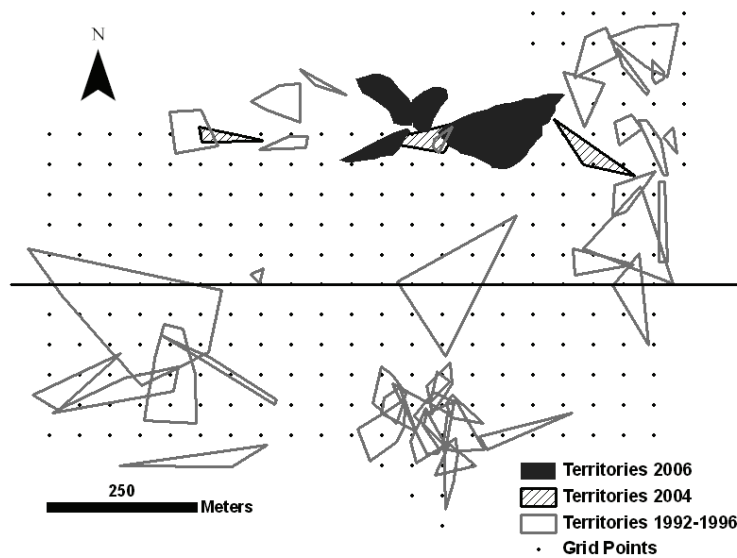 N
Territories 2006
Territories 2004
250
Meters
Territories 1992-1996
Grid Points